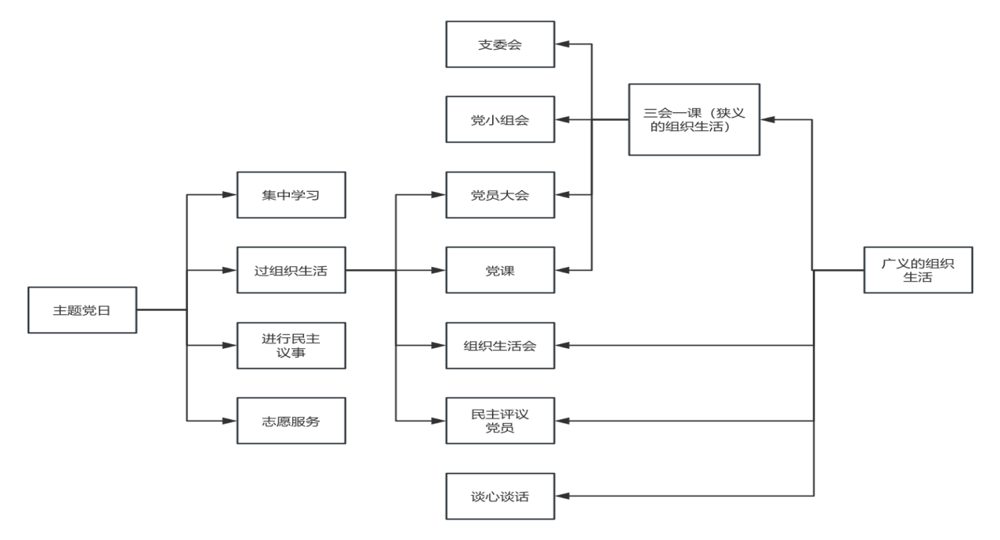 支委会
党小组会
三会一课（狭义
的组织生活）
集中学习
党员大会
过组织生活
党课
广义的组织
生活
主题党日
进行民主
议事
组织生活会
志愿服务
民主评议
党员
谈心谈话